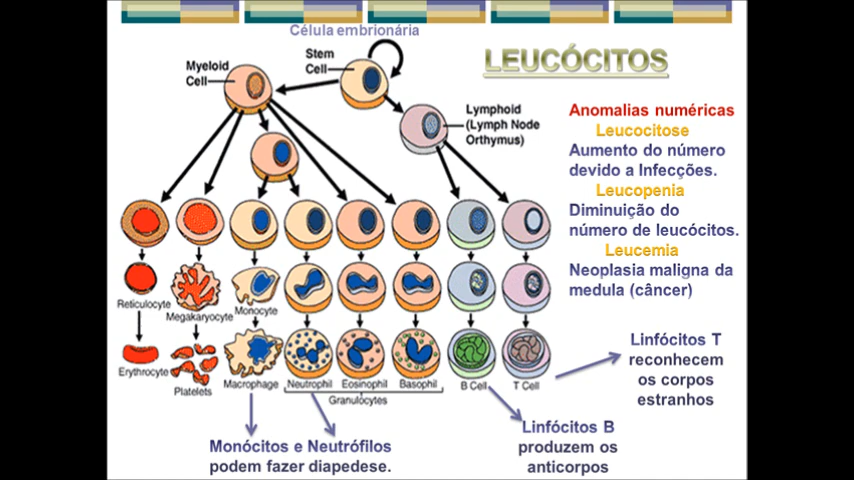 Célula embrionária
LEUCÓCITOS
Stem
Cell
Myeloid
Cell
Lymphoid
(Lymph Node
Orthymus)
Anomalias numéricas
Leucocitose
Aumento do número
devido a Infecções.
Leucopenia
Diminuição do
número de leucócitos.
Leucemia
Neoplasia maligna da
medula (câncer)
Reticulocyte
Megakaryocyte
Monocyte
Erythrocyte
Platelets
Macrophage
Neutrophil
Eosinophil
Basophil
B Cell
T Cell
Granulocytes
Linfócitos T
reconhecem
os corpos
estranhos
Linfócitos B
produzem os
anticorpos
Monócitos e Neutrófilos
podem fazer diapedese.